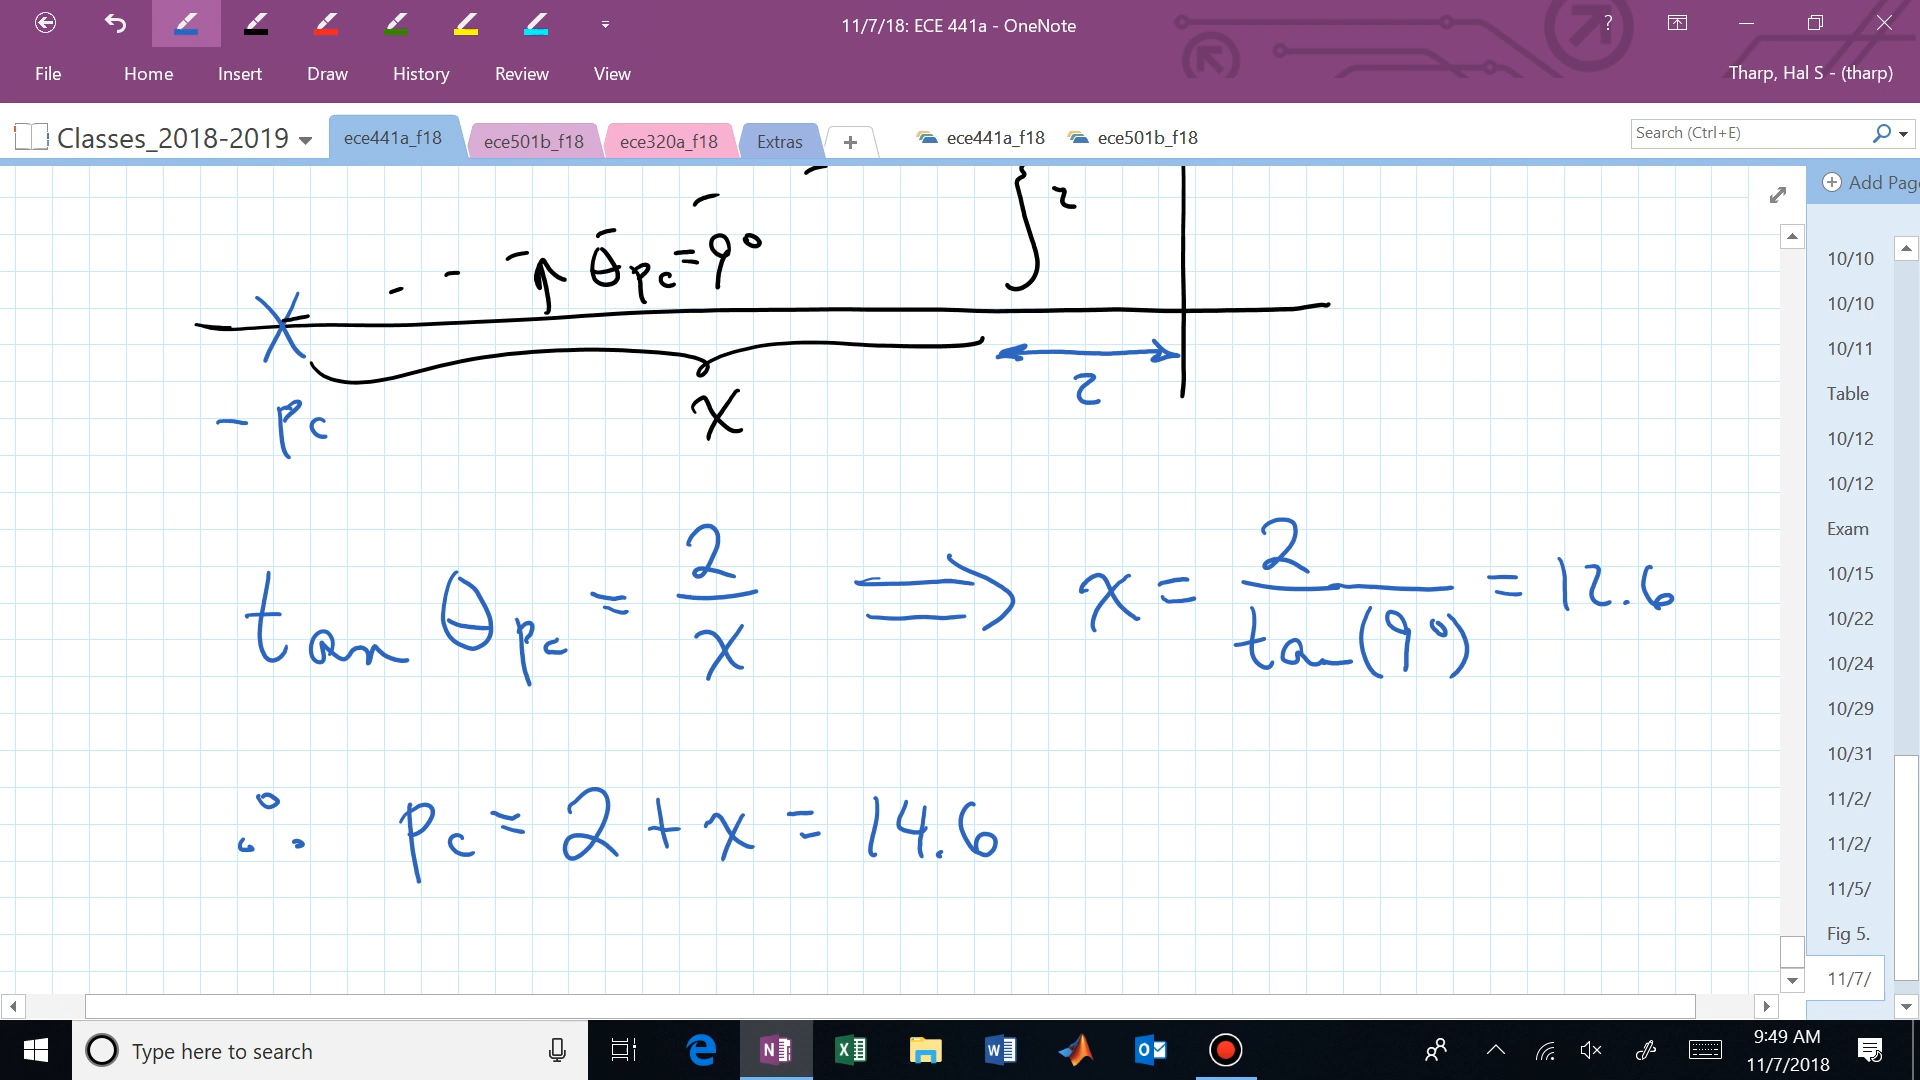 11/7/18: ECE 441a - OneNote
?
File Home Insert Draw History Review View
Tharp, Hal S - (tharp)
Classes_2018-2019
ece441a_f18 ece501b_f18 ece320a_f18 Extras +
ece441a_f18 ece501b_f18
Search (Ctrl+E)
Add Pag
2
θpc = 9°
2
- pc
x
tan θpc = 2/x ⟹ x = 2/tan(9°) = 12.6
∴ pc = 2 + x = 14.6
10/10
10/10
10/11
Table
10/12
10/12
Exam
10/15
10/22
10/24
10/29
10/31
11/2/
11/2/
11/5/
Fig 5.
11/7/
Type here to search
9:49 AM
11/7/2018